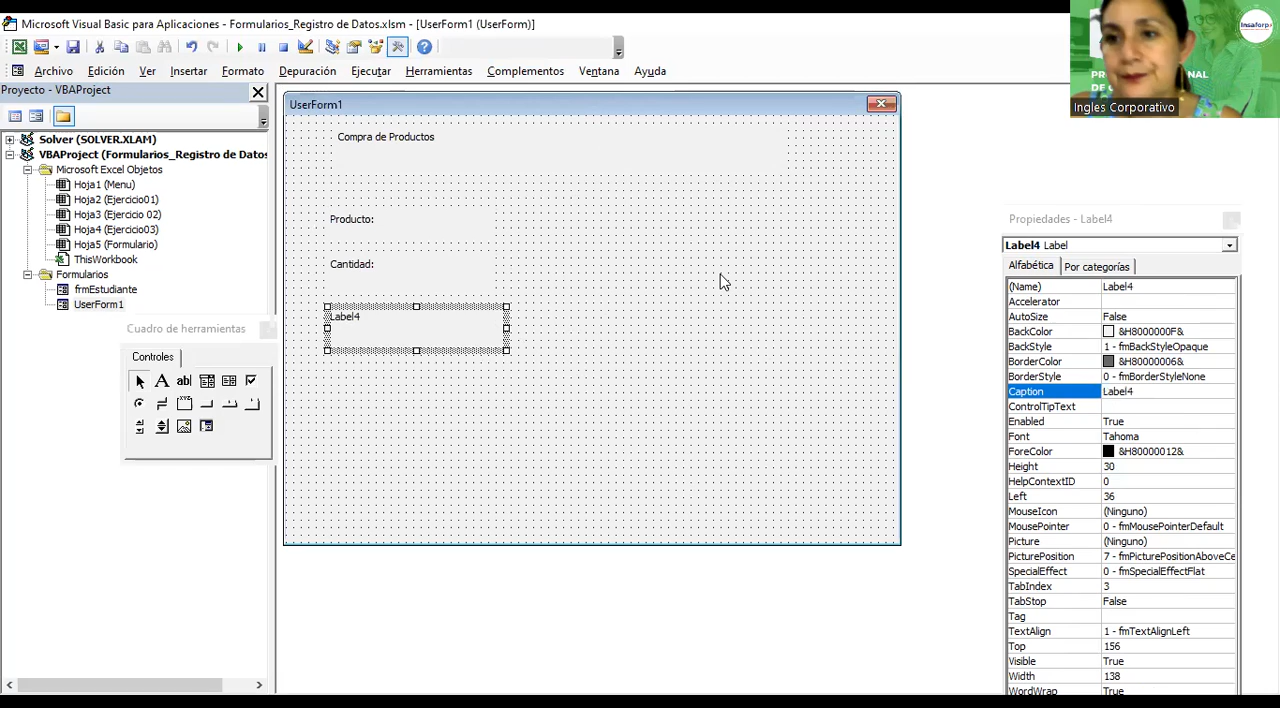 Microsoft Visual Basic para Aplicaciones - Formularios_Registro de Datos.xlsm - [UserForm1 (UserForm)]
Insaforp
NAL
DE
Ingles Corporativo
Archivo Edición Ver Insertar Formato Depuración Ejecutar Herramientas Complementos Ventana Ayuda
Proyecto - VBAProject
Solver (SOLVER.XLAM)
VBAProject (Formularios_Registro de Datos
Microsoft Excel Objetos
Hoja1 (Menu)
Hoja2 (Ejercicio01)
Hoja3 (Ejercicio 02)
Hoja4 (Ejercicio03)
Hoja5 (Formulario)
ThisWorkbook
Formularios
frmEstudiante
UserForm1
Cuadro de herramientas
Controles
A ab|
UserForm1
Compra de Productos
Producto:
Cantidad:
Label4
Propiedades - Label4
Label4 Label
Alfabética Por categorías
(Name) Label4
Accelerator
AutoSize False
BackColor &H8000000F&
BackStyle 1 - fmBackStyleOpaque
BorderColor &H80000006&
BorderStyle 0 - fmBorderStyleNone
Caption Label4
ControlTipText
Enabled True
Font Tahoma
ForeColor &H80000012&
Height 30
HelpContextID 0
Left 36
MouseIcon (Ninguno)
MousePointer 0 - fmMousePointerDefault
Picture (Ninguno)
PicturePosition 7 - fmPicturePositionAboveCe
SpecialEffect 0 - fmSpecialEffectFlat
TabIndex 3
TabStop False
Tag
TextAlign 1 - fmTextAlignLeft
Top 156
Visible True
Width 138
WordWrap True